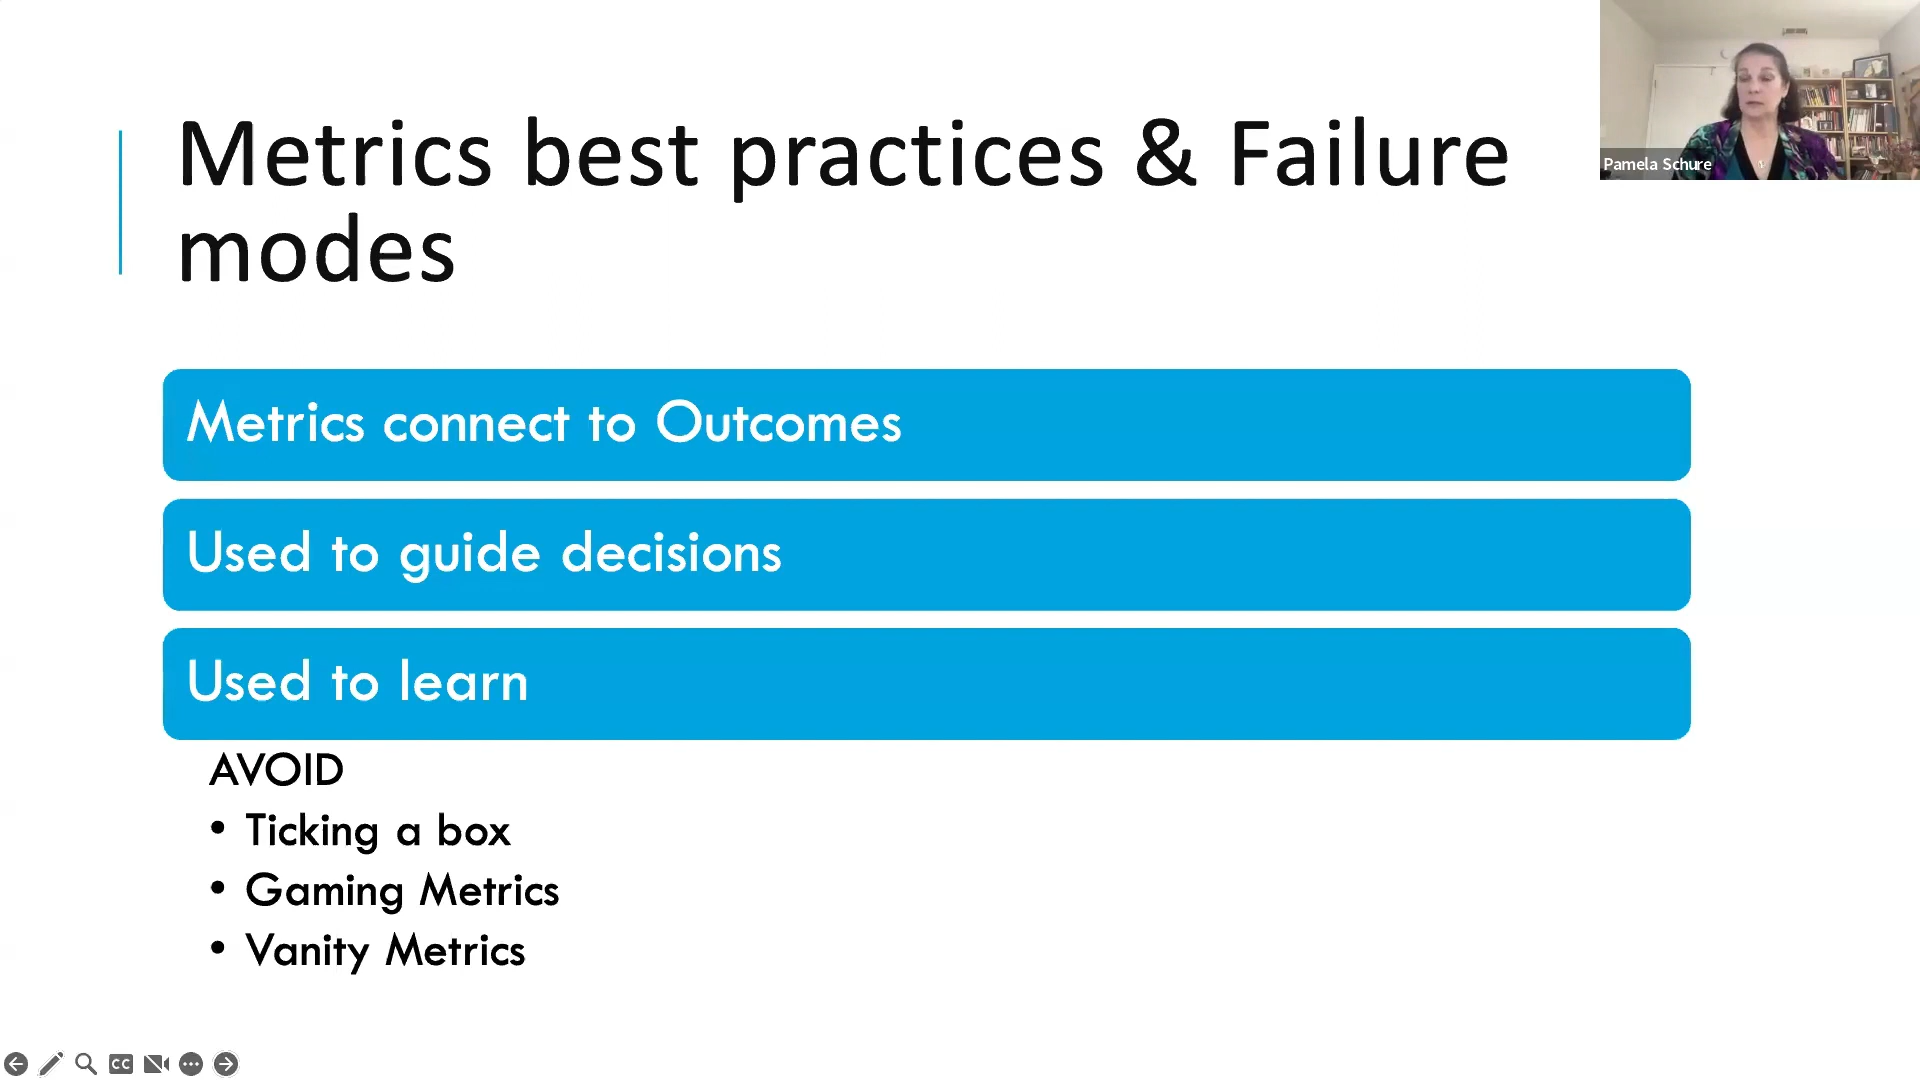 Metrics best practices & Failure
modes
Pamela Schure
Metrics connect to Outcomes
Used to guide decisions
Used to learn
AVOID
• Ticking a box
• Gaming Metrics
• Vanity Metrics
CC